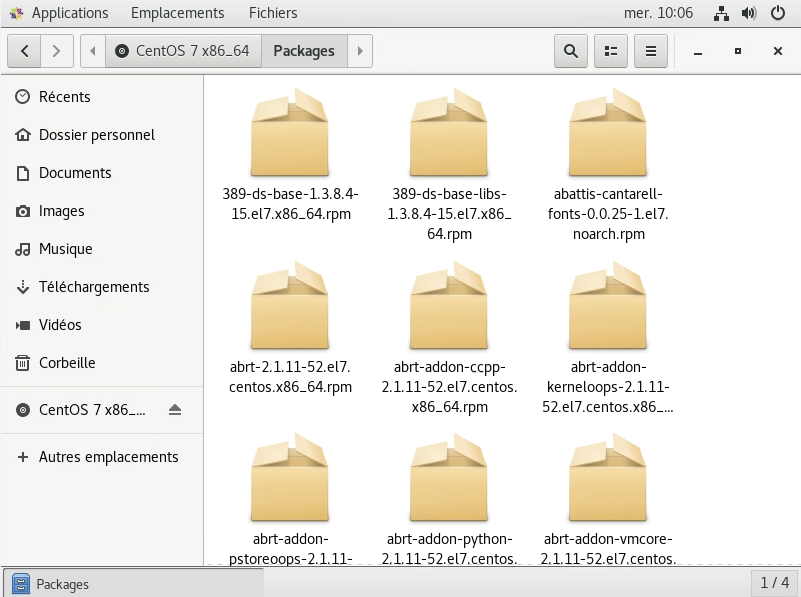 Applications Emplacements Fichiers mer. 10:06
CentOS 7 x86_64 Packages
Récents
Dossier personnel
Documents
Images
Musique
Téléchargements
Vidéos
Corbeille
CentOS 7 x86_...
Autres emplacements
389-ds-base-1.3.8.4-
15.el7.x86_64.rpm
389-ds-base-libs-
1.3.8.4-15.el7.x86_
64.rpm
abattis-cantarell-
fonts-0.0.25-1.el7.
noarch.rpm
abrt-2.1.11-52.el7.
centos.x86_64.rpm
abrt-addon-ccpp-
2.1.11-52.el7.centos.
x86_64.rpm
abrt-addon-
kerneloops-2.1.11-
52.el7.centos.x86_...
abrt-addon-
pstoreoops-2.1.11-
abrt-addon-python-
2.1.11-52.el7.centos.
abrt-addon-vmcore-
2.1.11-52.el7.centos.
Packages
1 / 4